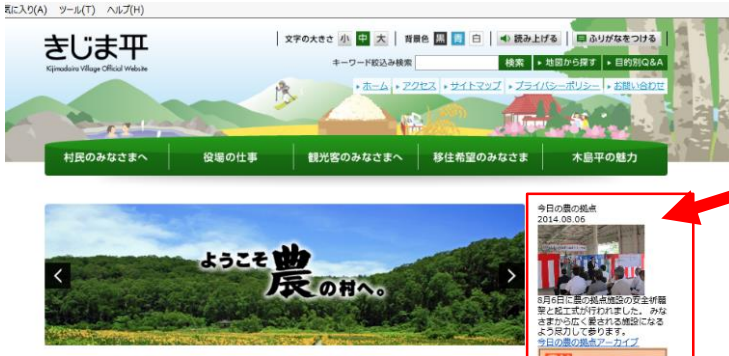 気に入り(A) ツール(T) ヘルプ(H)
きじま平
Kijimadaira Village Official Website
文字の大きさ 小 中 大 背景色 黒 青 白 読み上げる ふりがなをつける
キーワード絞込み検索 検索 地図から探す 目的別Q&A
ホーム アクセス サイトマップ プライバシーポリシー お問い合わせ
村民のみなさまへ 役場の仕事 観光客のみなさまへ 移住希望のみなさま 木島平の魅力
ようこそ農の村へ。
今日の農の拠点
2014.08.06
8月6日に農の拠点施設の安全祈願
祭と起工式が行われました。 みな
さまから広く愛される施設になる
よう尽力して参ります。
今日の農の拠点アーカイブ